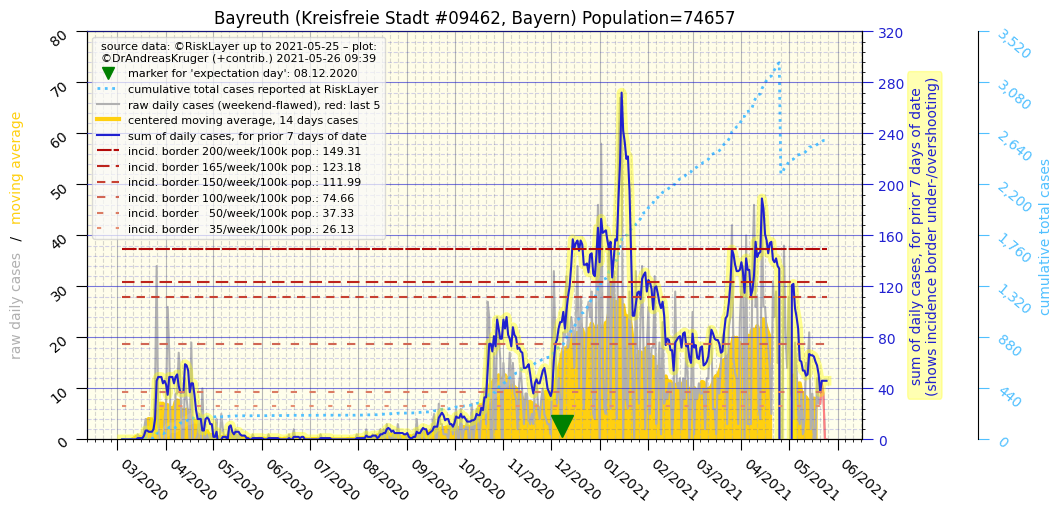 Bayreuth (Kreisfreie Stadt #09462, Bayern) Population=74657
source data: ©RiskLayer up to 2021-05-25 – plot:
©DrAndreasKruger (+contrib.) 2021-05-26 09:39
marker for 'expectation day': 08.12.2020
cumulative total cases reported at RiskLayer
raw daily cases (weekend-flawed), red: last 5
centered moving average, 14 days
sum of daily cases, for prior 7 days of date
incid. border 200/week/100k pop.: 149.31
incid. border 165/week/100k pop.: 123.18
incid. border 150/week/100k pop.: 111.99
incid. border 100/week/100k pop.: 74.66
incid. border 50/week/100k pop.: 37.33
incid. border 35/week/100k pop.: 26.13
raw daily cases / moving average
80
70
60
50
40
30
20
10
0
03/2020
04/2020
05/2020
06/2020
07/2020
08/2020
09/2020
10/2020
11/2020
12/2020
01/2021
02/2021
03/2021
04/2021
05/2021
06/2021
320
280
240
200
160
120
80
40
0
sum of daily cases, for prior 7 days of date
(shows incidence border under-/overshooting)
3,520
3,080
2,640
2,200
1,760
1,320
880
440
0
cumulative total cases